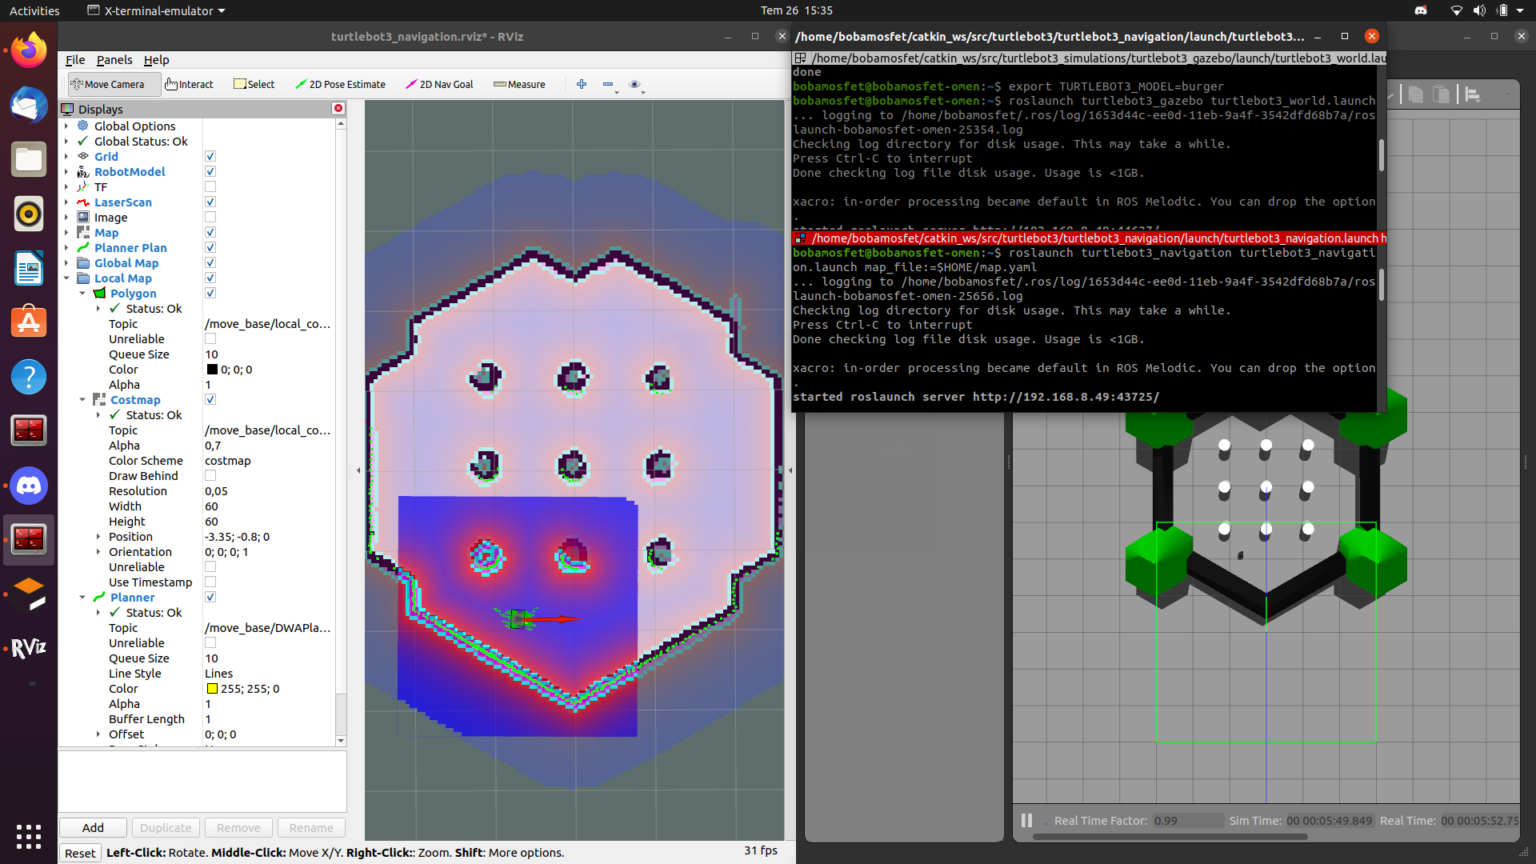 Activities
X-terminal-emulator
Tem 26 15:35
turtlebot3_navigation.rviz* - RViz
File Panels Help
Move Camera
Interact
Select
2D Pose Estimate
2D Nav Goal
Measure
Displays
Global Options
Global Status: Ok
Grid
RobotModel
TF
LaserScan
Image
Map
Planner Plan
Global Map
Local Map
Polygon
Status: Ok
Topic /move_base/local_co...
Unreliable
Queue Size 10
Color 0; 0; 0
Alpha 1
Costmap
Status: Ok
Topic /move_base/local_co...
Alpha 0,7
Color Scheme costmap
Draw Behind
Resolution 0,05
Width 60
Height 60
Position -3.35; -0.8; 0
Orientation 0; 0; 0; 1
Unreliable
Use Timestamp
Planner
Status: Ok
Topic /move_base/DWAPla...
Unreliable
Queue Size 10
Line Style Lines
Color 255; 255; 0
Alpha 1
Buffer Length 1
Offset 0; 0; 0
Add Duplicate Remove Rename
Reset Left-Click: Rotate. Middle-Click: Move X/Y. Right-Click:: Zoom. Shift: More options. 31 fps
RViz
/home/bobamosfet/catkin_ws/src/turtlebot3/turtlebot3_navigation/launch/turtlebot3...
/home/bobamosfet/catkin_ws/src/turtlebot3_simulations/turtlebot3_gazebo/launch/turtlebot3_world.lau
done
bobamosfet@bobamosfet-omen:~$ export TURTLEBOT3_MODEL=burger
bobamosfet@bobamosfet-omen:~$ roslaunch turtlebot3_gazebo turtlebot3_world.launch
... logging to /home/bobamosfet/.ros/log/1653d44c-ee0d-11eb-9a4f-3542dfd68b7a/ros
launch-bobamosfet-omen-25354.log
Checking log directory for disk usage. This may take a while.
Press Ctrl-C to interrupt
Done checking log file disk usage. Usage is <1GB.
xacro: in-order processing became default in ROS Melodic. You can drop the option
.
/home/bobamosfet/catkin_ws/src/turtlebot3/turtlebot3_navigation/launch/turtlebot3_navigation.launch h
bobamosfet@bobamosfet-omen:~$ roslaunch turtlebot3_navigation turtlebot3_navigati
on.launch map_file:=$HOME/map.yaml
... logging to /home/bobamosfet/.ros/log/1653d44c-ee0d-11eb-9a4f-3542dfd68b7a/ros
launch-bobamosfet-omen-25656.log
Checking log directory for disk usage. This may take a while.
Press Ctrl-C to interrupt
Done checking log file disk usage. Usage is <1GB.
xacro: in-order processing became default in ROS Melodic. You can drop the option
.
started roslaunch server http://192.168.8.49:43725/
Real Time Factor: 0.99 Sim Time: 00 00:05:49.849 Real Time: 00 00:05:52.75